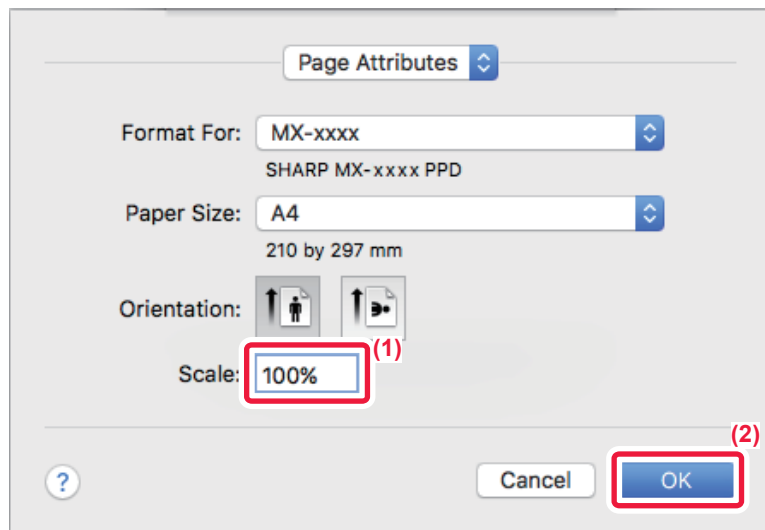 Page Attributes
Format For: MX-xxxx
SHARP MX-xxxx PPD
Paper Size: A4
210 by 297 mm
Orientation:
(1)
Scale: 100%
(2)
? Cancel OK